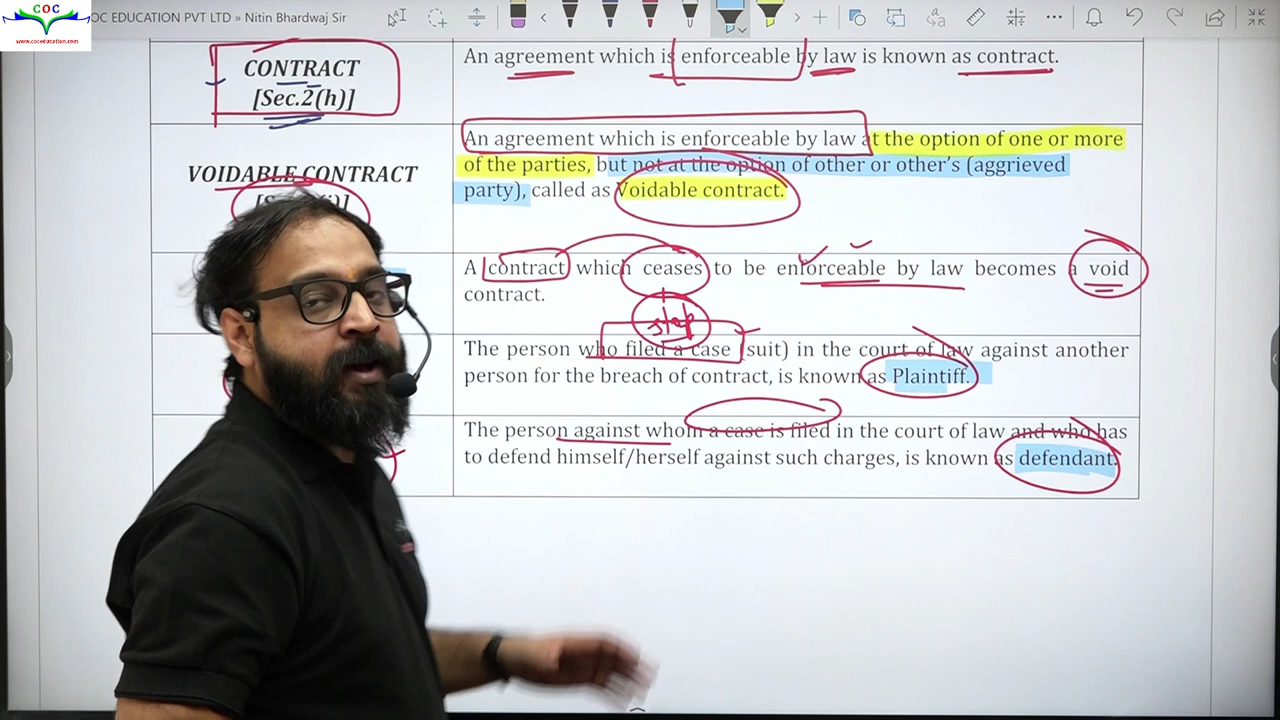 COC
www.coceducation.com
OC EDUCATION PVT LTD » Nitin Bhardwaj Sir
CONTRACT
[Sec.2(h)]
An agreement which is enforceable by law is known as contract.
VOIDABLE CONTRACT
An agreement which is enforceable by law at the option of one or more
of the parties, but not at the option of other or other's (aggrieved
party), called as Voidable contract.
A contract which ceases to be enforceable by law becomes a void
contract.
stop
The person who filed a case (suit) in the court of law against another
person for the breach of contract, is known as Plaintiff.
The person against whom a case is filed in the court of law and who has
to defend himself/herself against such charges, is known as defendant.